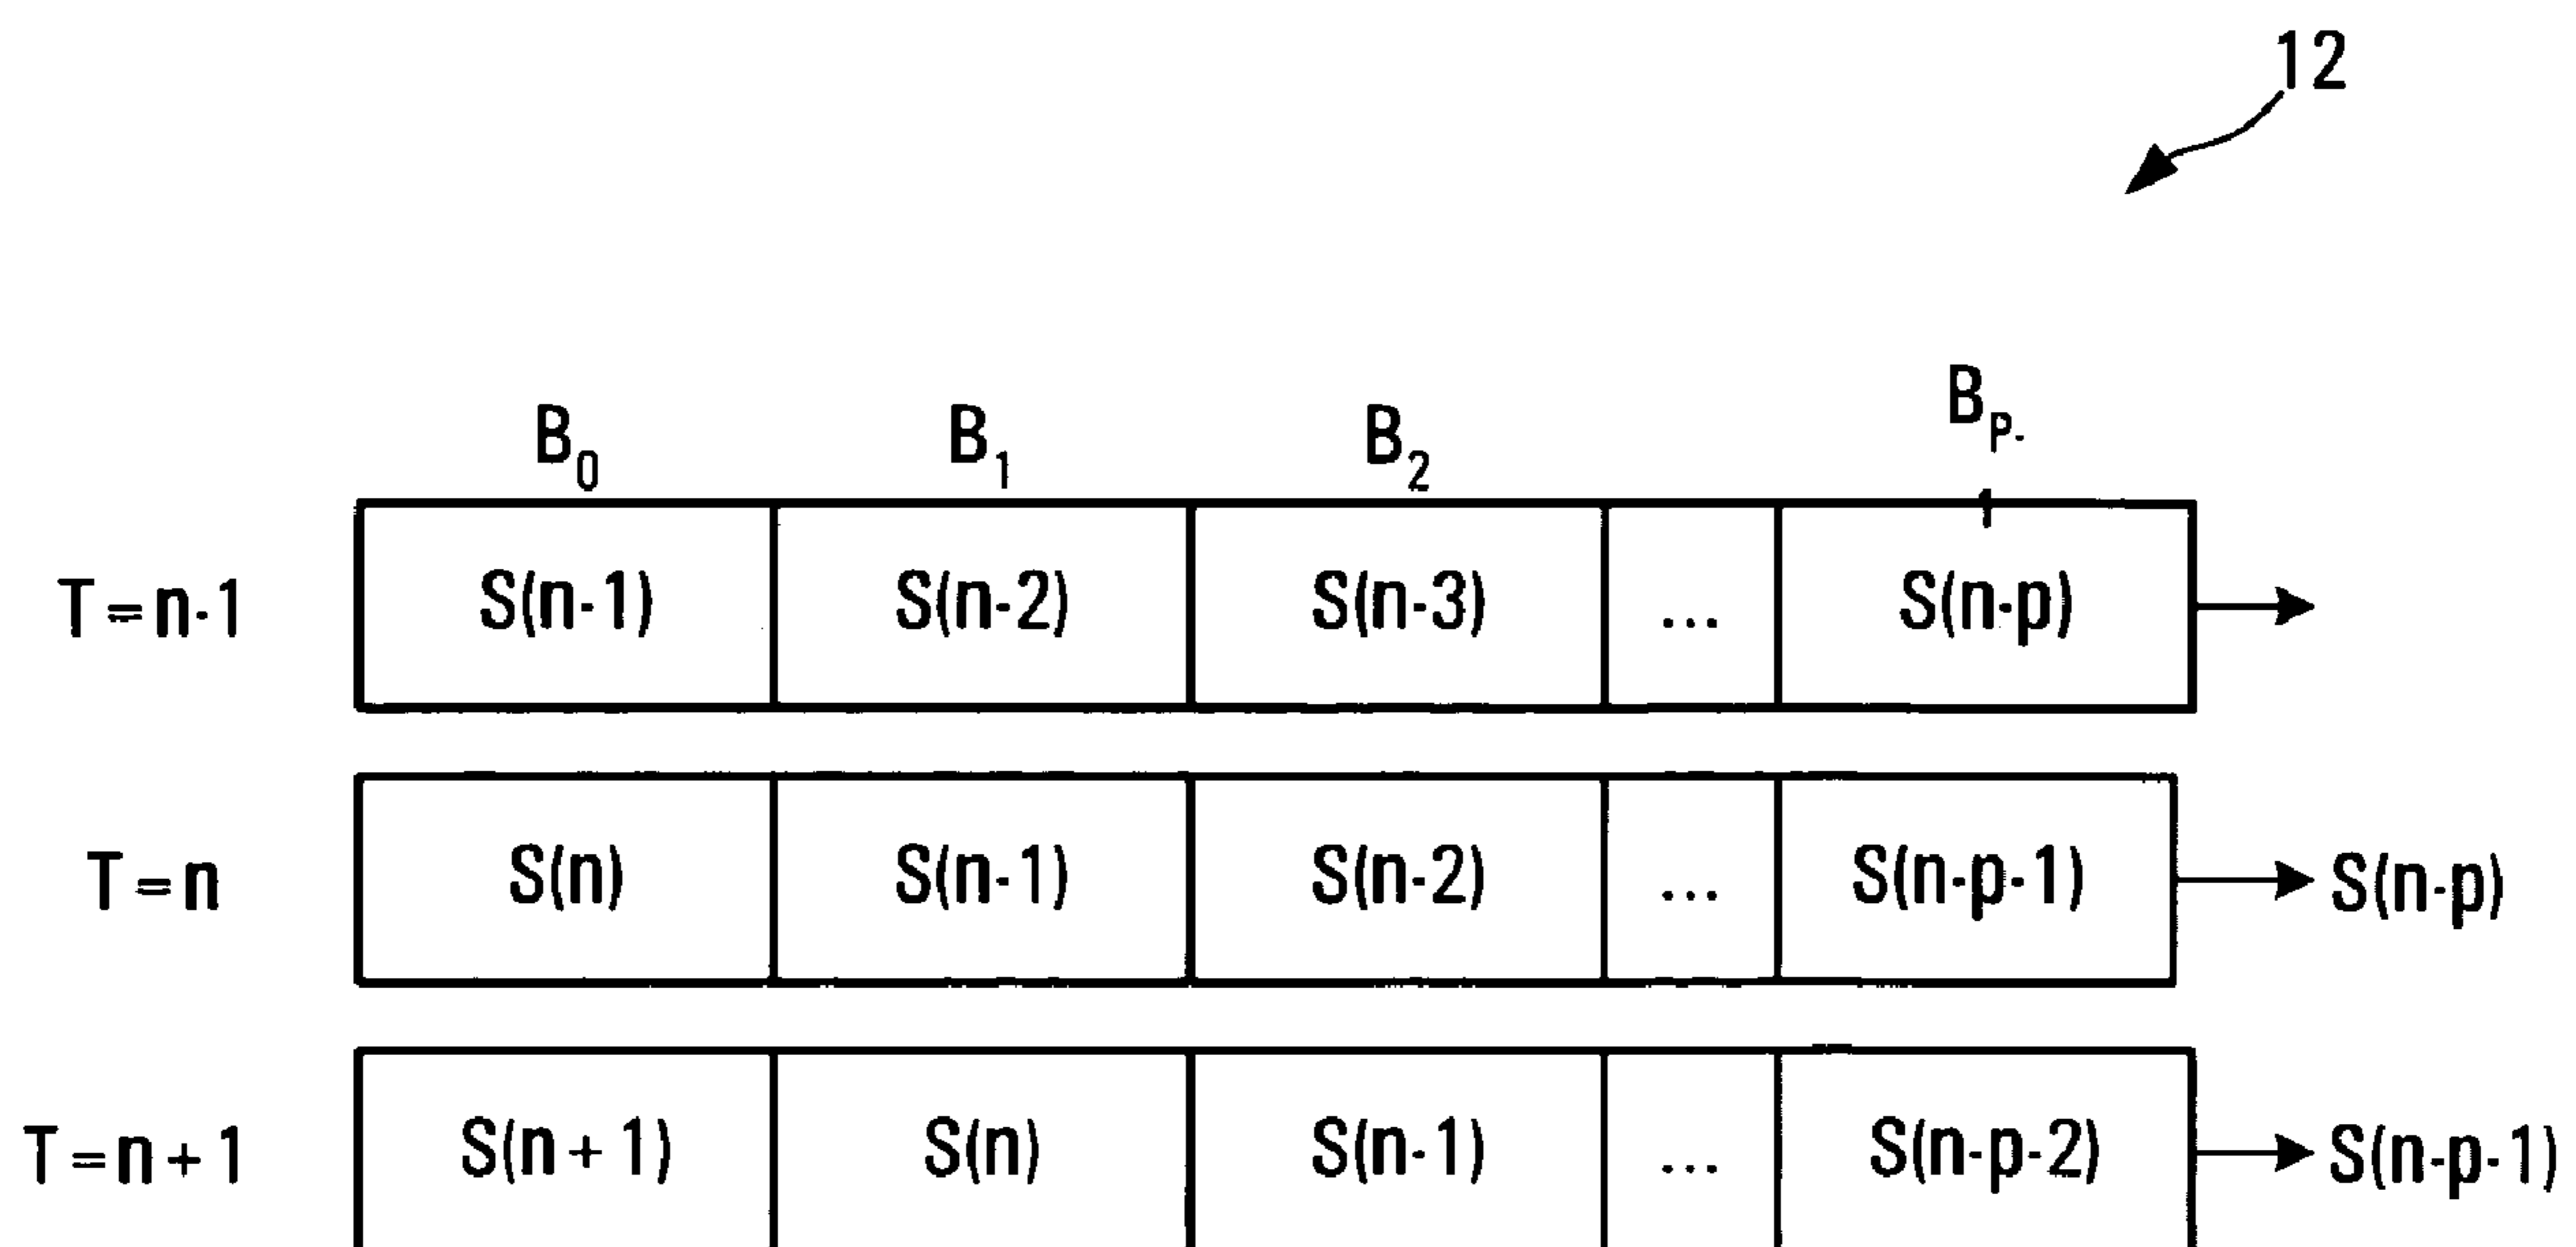 12
B0 B1 B2 BP-1
T=n-1 S(n-1) S(n-2) S(n-3) ... S(n-p)
T=n S(n) S(n-1) S(n-2) ... S(n-p-1) S(n-p)
T=n+1 S(n+1) S(n) S(n-1) ... S(n-p-2) S(n-p-1)